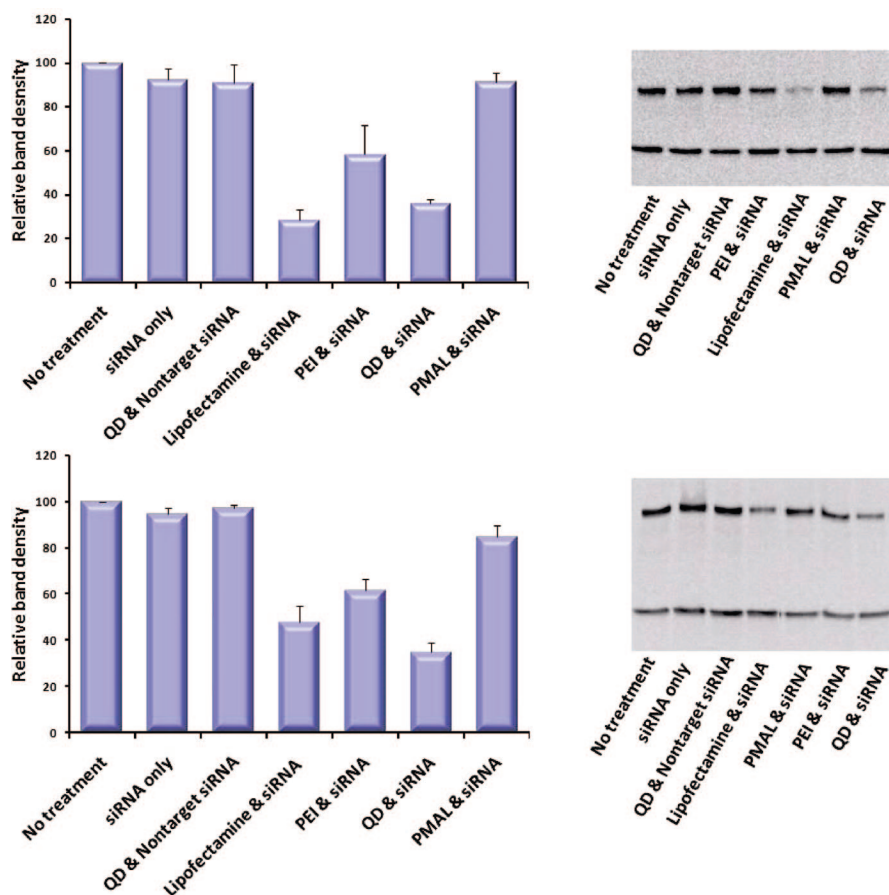 Relative band desnsity
120
100
80
60
40
20
0
No treatment
siRNA only
QD & Nontarget siRNA
Lipofectamine & siRNA
PEI & siRNA
QD & siRNA
PMAL & siRNA
No treatment
siRNA only
QD & Nontarget siRNA
PEI & siRNA
Lipofectamine & siRNA
PMAL & siRNA
QD & siRNA
Relative band density
120
100
80
60
40
20
0
No treatment
siRNA only
QD & Nontarget siRNA
Lipofectamine & siRNA
PEI & siRNA
QD & siRNA
PMAL & siRNA
No treatment
siRNA only
QD & Nontarget siRNA
Lipofectamine & siRNA
PMAL & siRNA
PEI & siRNA
QD & siRNA